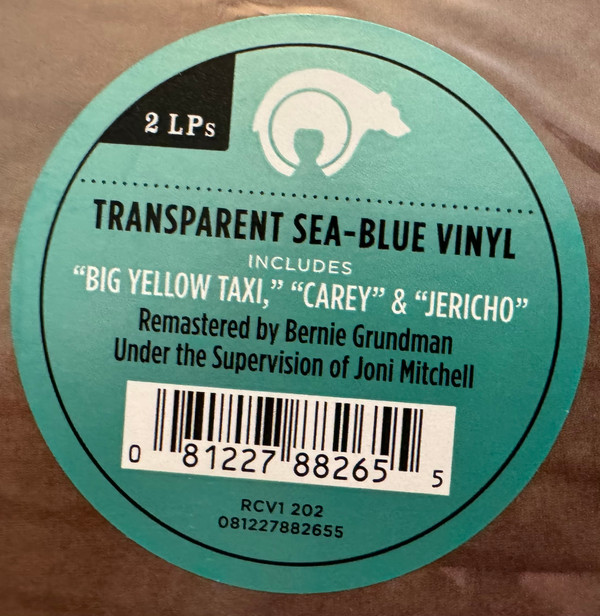 2 LPs
TRANSPARENT SEA-BLUE VINYL
INCLUDES
“BIG YELLOW TAXI,” “CAREY” & “JERICHO”
Remastered by Bernie Grundman
Under the Supervision of Joni Mitchell
0 81227 88265 5
RCV1 202
081227882655